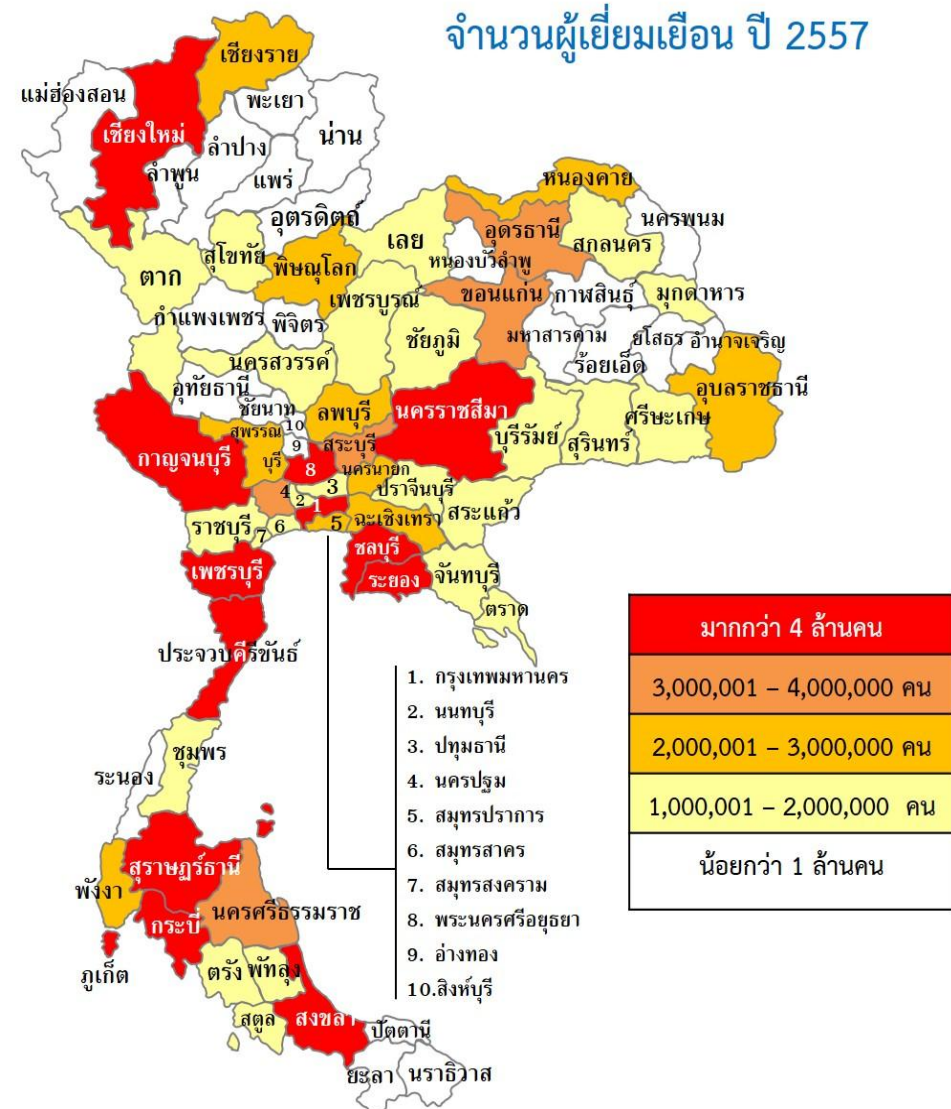 จำนวนผู้เยี่ยมเยือน ปี 2557
เชียงราย
แม่ฮ่องสอน
พะเยา
เชียงใหม่
น่าน
ลำปาง
ลำพูน
แพร่
หนองคาย
อุตรดิตถ์
นครพนม
เลย
อุดรธานี
สุโขทัย
สกลนคร
พิษณุโลก
หนองบัวลำพู
ตาก
เพชรบูรณ์
ขอนแก่น
กาฬสินธุ์
มุกดาหาร
กำแพงเพชร
พิจิตร
ชัยภูมิ
มหาสารคาม
ยโสธร
อำนาจเจริญ
นครสวรรค์
ร้อยเอ็ด
อุทัยธานี
อุบลราชธานี
ชัยนาท
ลพบุรี
นครราชสีมา
ศรีษะเกษ
สุพรรณ
บุรี
10
สระบุรี
บุรีรัมย์
สุรินทร์
กาญจนบุรี
9
8
นครนายก
ปราจีนบุรี
4
3
2
1
สระแก้ว
ราชบุรี
6
5
ฉะเชิงเทรา
7
ชลบุรี
เพชรบุรี
ระยอง
จันทบุรี
ตราด
ประจวบคีรีขันธ์
ชุมพร
ระนอง
สุราษฎร์ธานี
พังงา
นครศรีธรรมราช
กระบี่
ภูเก็ต
ตรัง
พัทลุง
สตูล
สงขลา
ปัตตานี
ยะลา
นราธิวาส
1. กรุงเทพมหานคร
2. นนทบุรี
3. ปทุมธานี
4. นครปฐม
5. สมุทรปราการ
6. สมุทรสาคร
7. สมุทรสงคราม
8. พระนครศรีอยุธยา
9. อ่างทอง
10.สิงห์บุรี
มากกว่า 4 ล้านคน
3,000,001 – 4,000,000 คน
2,000,001 – 3,000,000 คน
1,000,001 – 2,000,000 คน
น้อยกว่า 1 ล้านคน